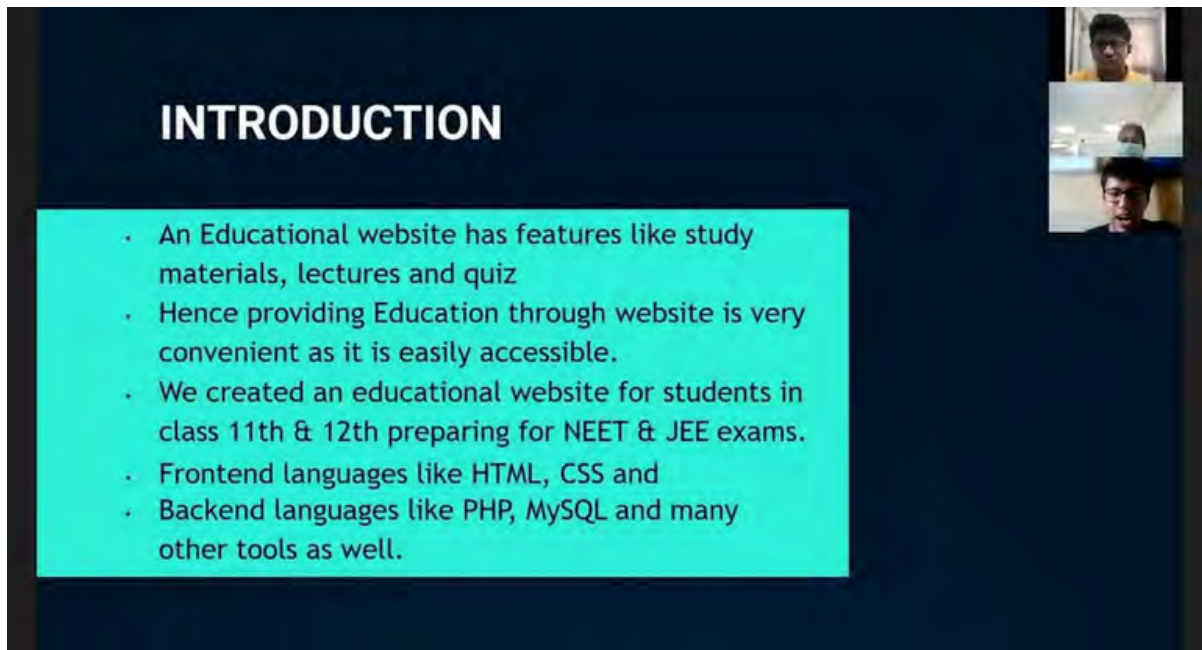 INTRODUCTION
· An Educational website has features like study
materials, lectures and quiz
· Hence providing Education through website is very
convenient as it is easily accessible.
· We created an educational website for students in
class 11th & 12th preparing for NEET & JEE exams.
· Frontend languages like HTML, CSS and
· Backend languages like PHP, MySQL and many
other tools as well.